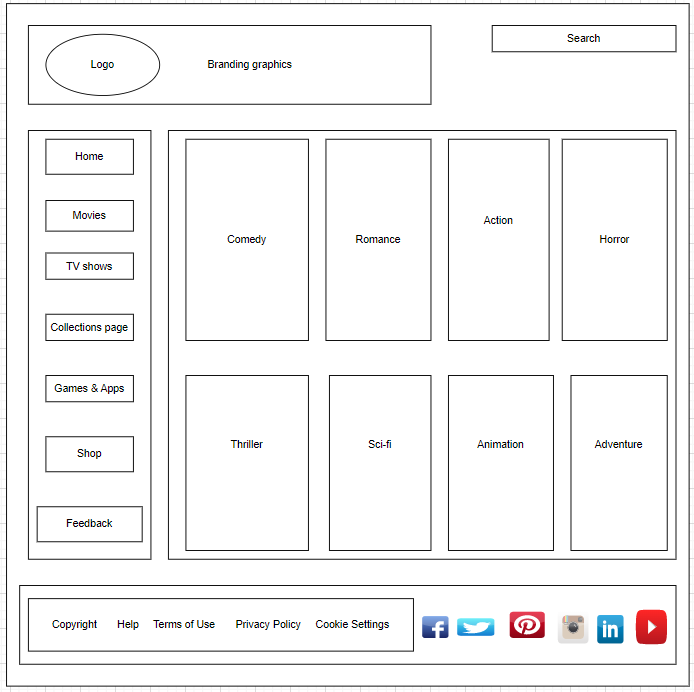 Logo
Branding graphics
Search
Home
Movies
TV shows
Collections page
Games & Apps
Shop
Feedback
Comedy
Romance
Action
Horror
Thriller
Sci-fi
Animation
Adventure
Copyright Help Terms of Use Privacy Policy Cookie Settings
f
in